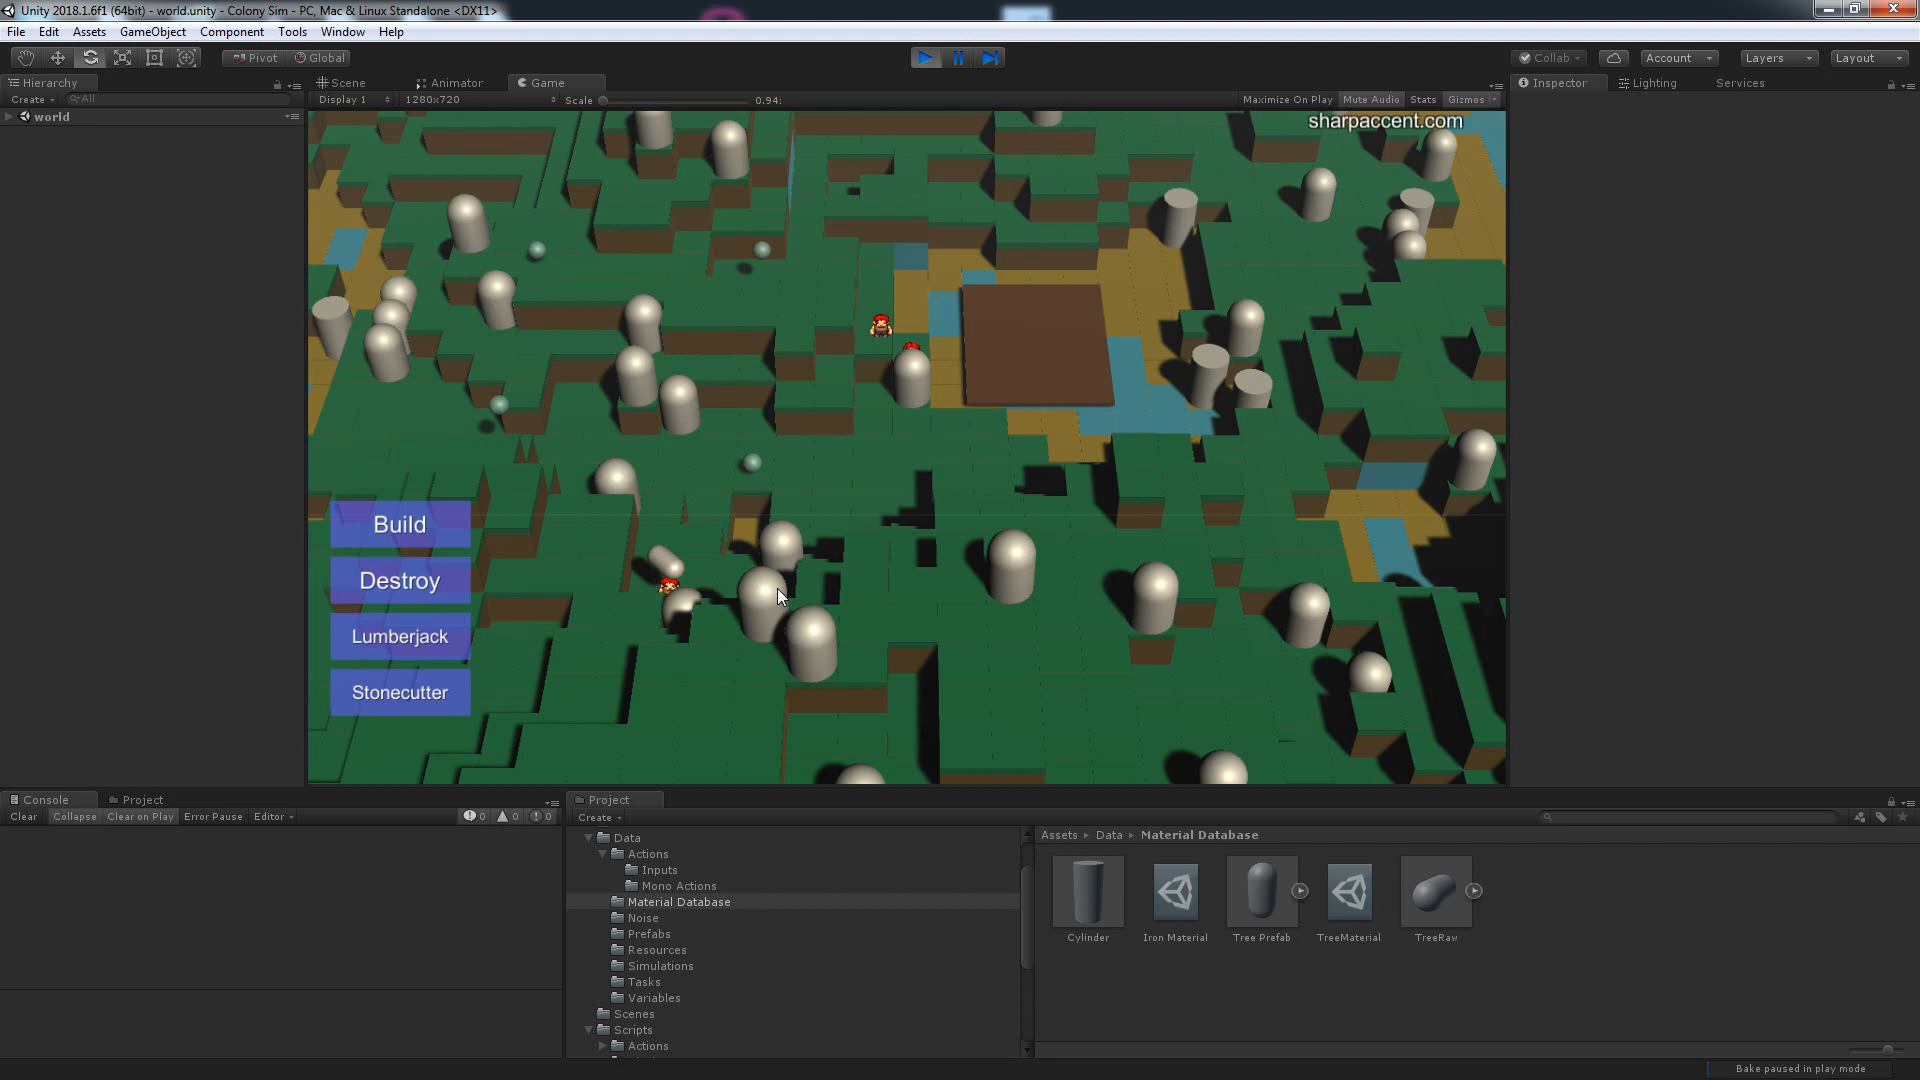 Unity 2018.1.6f1 (64bit) - world.unity - Colony Sim - PC, Mac & Linux Standalone <DX11>
File Edit Assets GameObject Component Tools Window Help
Pivot Global Collab Account Layers Layout
Hierarchy Scene Animator Game Inspector Lighting Services
Create All Display 1 1280x720 Scale 0.94: Maximize On Play Mute Audio Stats Gizmos
world
sharpaccent.com
Build
Destroy
Lumberjack
Stonecutter
Console Project Project
Clear Collapse Clear on Play Error Pause Editor 0 0 0 Create
Data
Actions
Inputs
Mono Actions
Material Database
Noise
Prefabs
Resources
Simulations
Tasks
Variables
Scenes
Scripts
Actions
Assets Data Material Database
Cylinder Iron Material Tree Prefab TreeMaterial TreeRaw
Bake paused in play mode